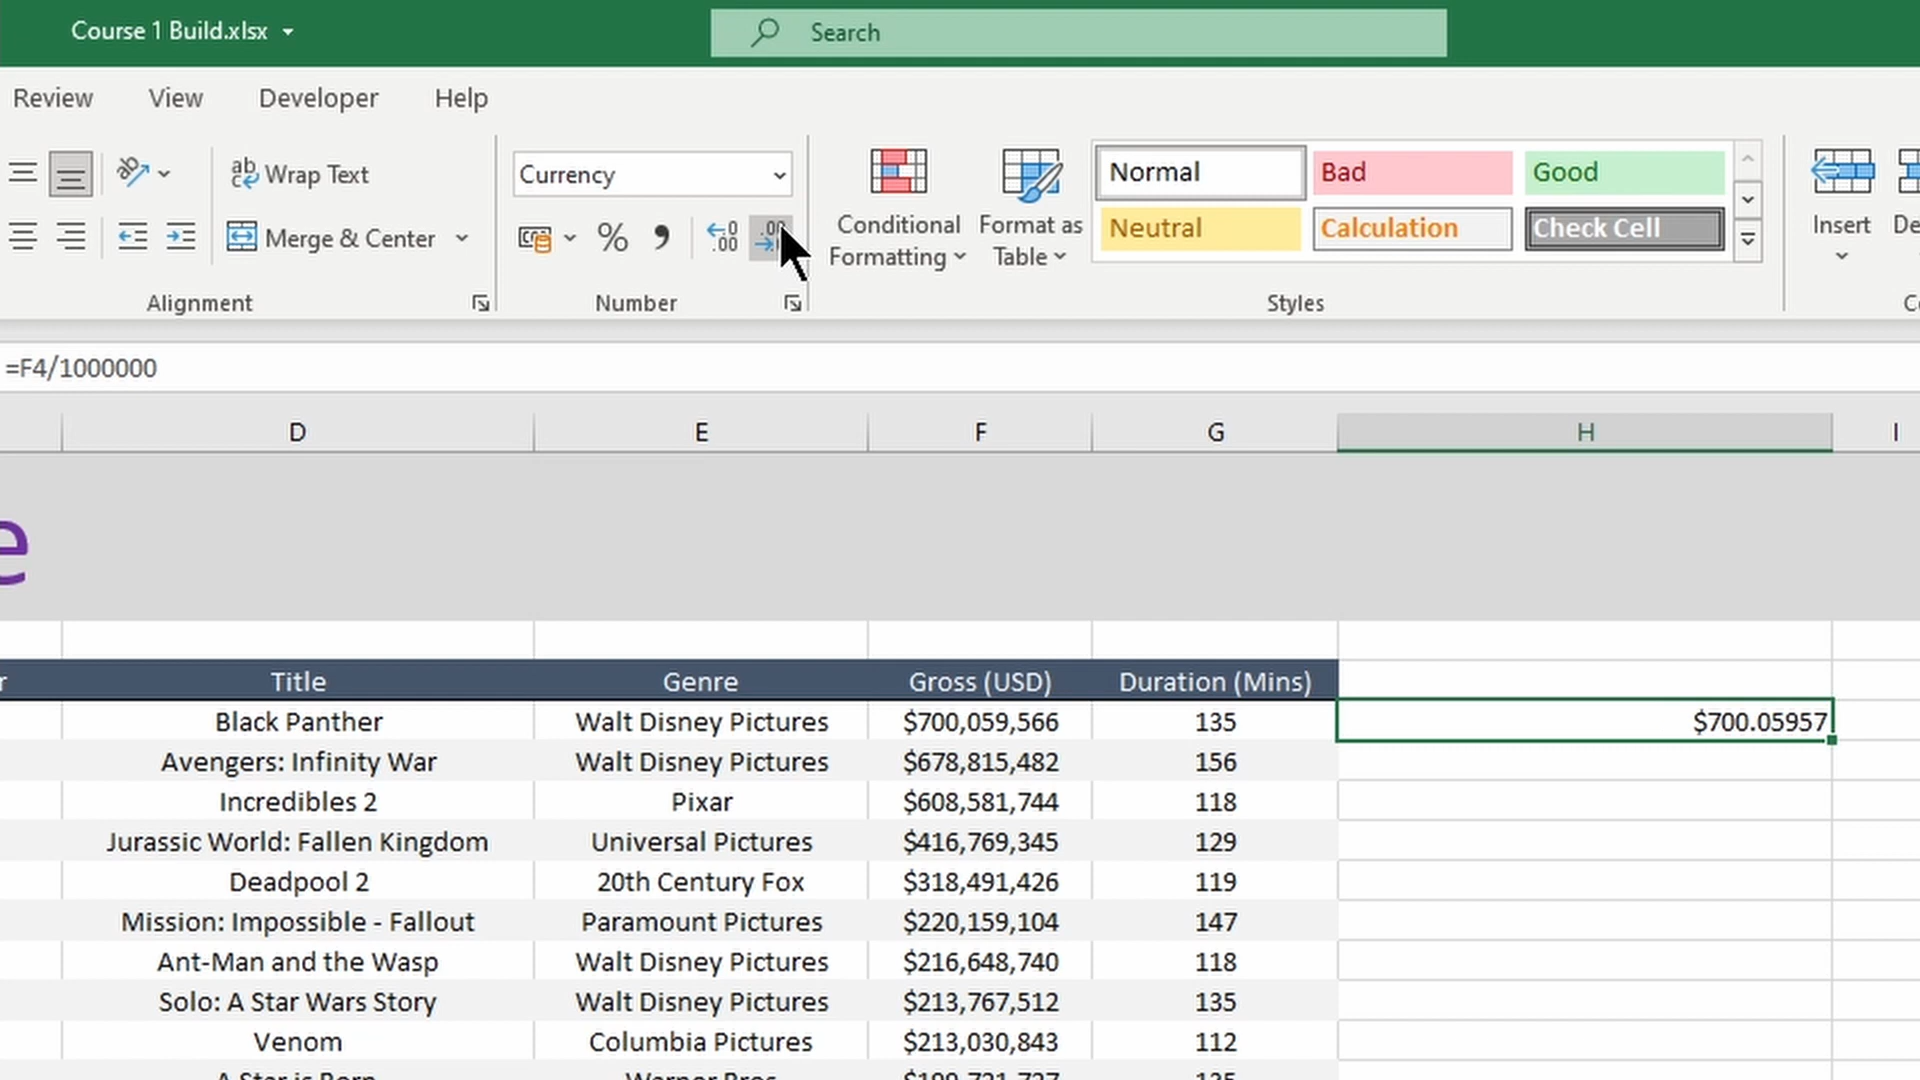 Course 1 Build.xlsx
Search
Review View Developer Help
Wrap Text
Merge & Center
Alignment
Currency
%
Number
Conditional Formatting
Format as Table
Normal Bad Good
Neutral Calculation Check Cell
Styles
Insert
=F4/1000000
D E F G H I
e
r Title Genre Gross (USD) Duration (Mins)
Black Panther Walt Disney Pictures $700,059,566 135 $700.05957
Avengers: Infinity War Walt Disney Pictures $678,815,482 156
Incredibles 2 Pixar $608,581,744 118
Jurassic World: Fallen Kingdom Universal Pictures $416,769,345 129
Deadpool 2 20th Century Fox $318,491,426 119
Mission: Impossible - Fallout Paramount Pictures $220,159,104 147
Ant-Man and the Wasp Walt Disney Pictures $216,648,740 118
Solo: A Star Wars Story Walt Disney Pictures $213,767,512 135
Venom Columbia Pictures $213,030,843 112